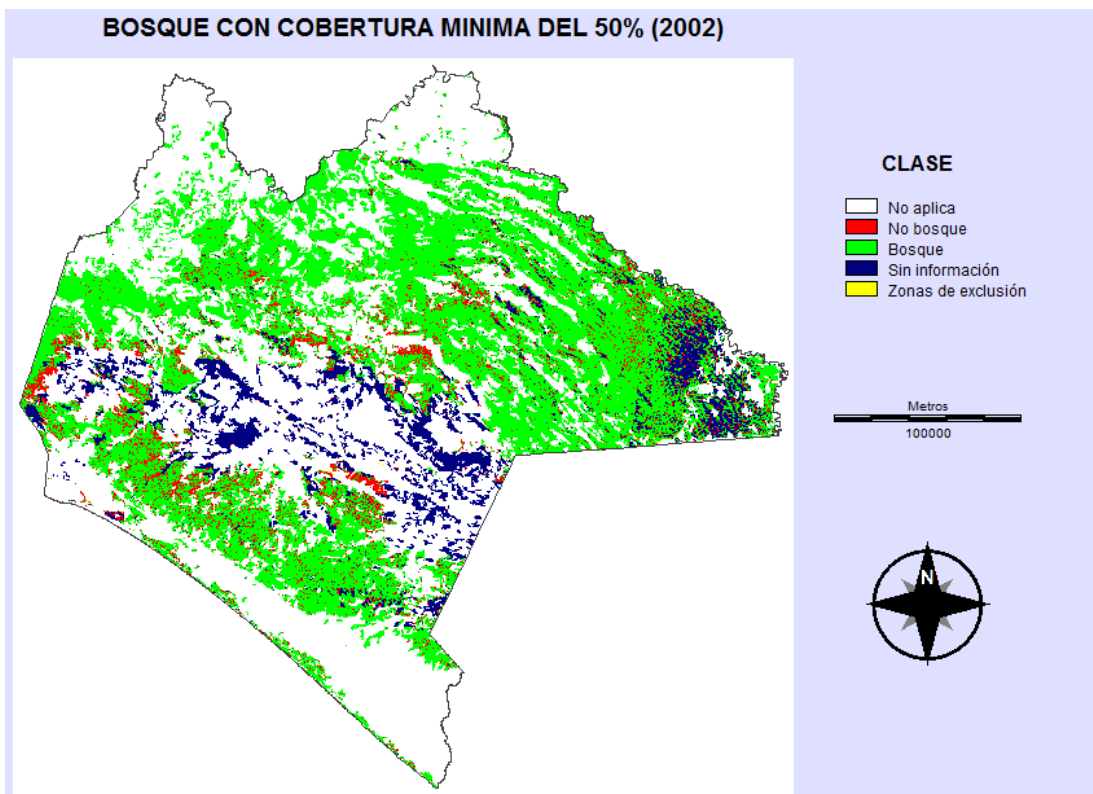 BOSQUE CON COBERTURA MINIMA DEL 50% (2002)
CLASE
No aplica
No bosque
Bosque
Sin información
Zonas de exclusión
Metros
100000
N